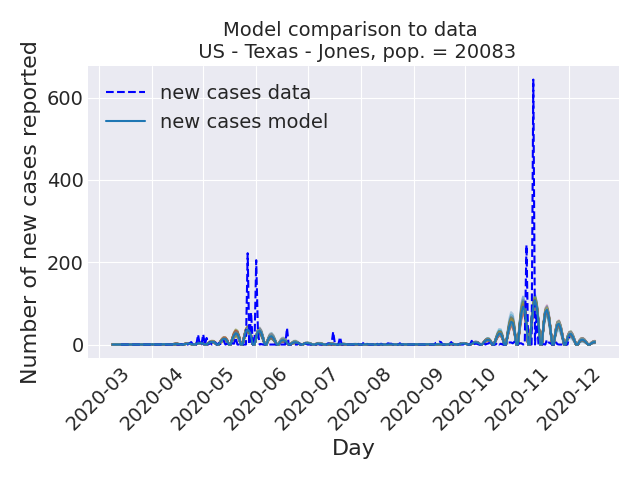 Model comparison to data
US - Texas - Jones, pop. = 20083
Number of new cases reported
600
400
200
0
new cases data
new cases model
2020-03
2020-04
2020-05
2020-06
2020-07
2020-08
2020-09
2020-10
2020-11
2020-12
Day